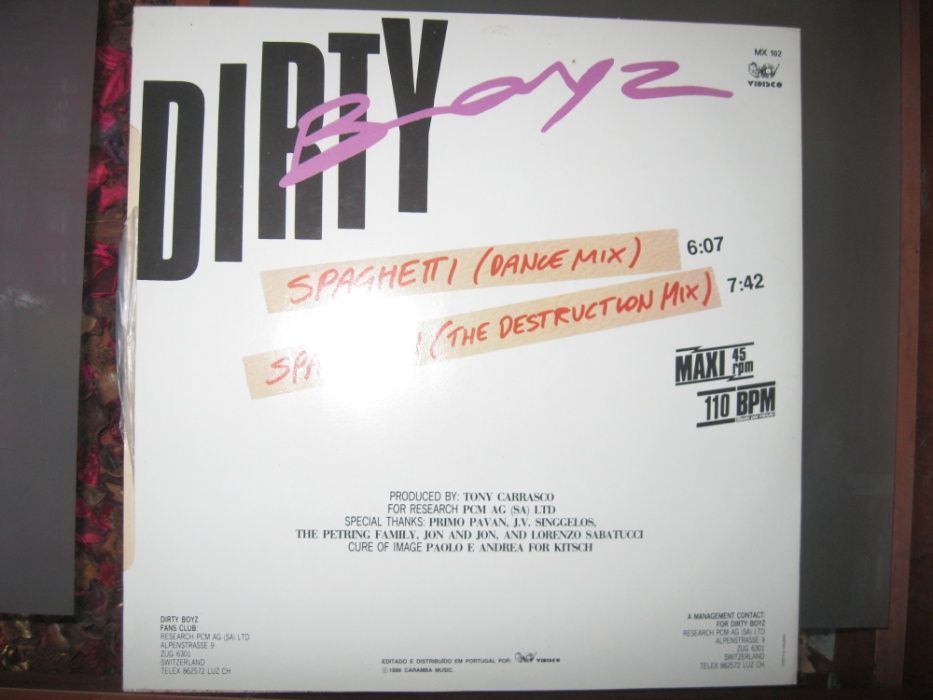 DIRTY
Boyz
MX 162
VIDISCO
SPAGHETTI (DANCE MIX) 6:07
(THE DESTRUCTION MIX) 7:42
MAXI 45 rpm
110 BPM
PRODUCED BY: TONY CARRASCO
FOR RESEARCH PCM AG (SA) LTD
SPECIAL THANKS: PRIMO PAVAN, J.V. SINGGELOS,
THE PETRING FAMILY, JON AND JON, AND LORENZO SABATUCCI
CURE OF IMAGE PAOLO E ANDREA FOR KITSCH
DIRTY BOYZ
FANS CLUB:
RESEARCH PCM AG (SA) LTD
ALPENSTRASSE 9
ZUG 6301
SWITZERLAND
TELEX 862572 LUZ CH
EDITADO E DISTRIBUÍDO EM PORTUGAL POR: VIDISCO
© 1986 CARAMBA MUSIC.
A MANAGEMENT CONTACT:
FOR DIRTY BOYZ
RESEARCH PCM AG (SA) LTD
ALPENSTRASSE 9
ZUG 6301
SWITZERLAND
TELEX 862572 LUZ CH